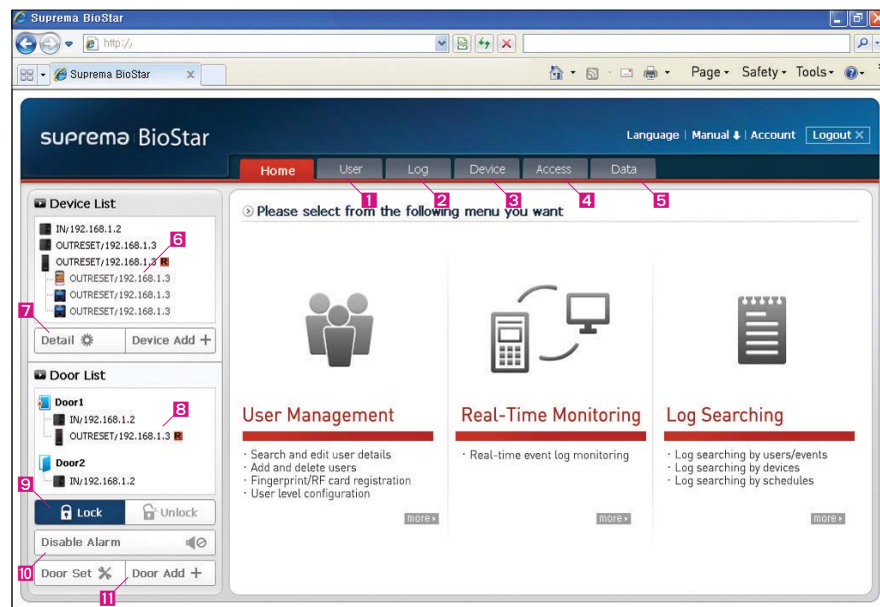 Suprema BioStar
http://
Suprema BioStar x
Page Safety Tools
suprema BioStar
Language | Manual | Account Logout ×
Home User Log Device Access Data
1 2 3 4 5
Device List
IN/192.168.1.2
OUTRESET/192.168.1.3
OUTRESET/192.168.1.3 R
OUTRESET/192.168.1.3
OUTRESET/192.168.1.3
OUTRESET/192.168.1.3
6
7
Detail Device Add +
Door List
Door1
IN/192.168.1.2
OUTRESET/192.168.1.3 R
8
Door2
IN/192.168.1.2
9
Lock Unlock
Disable Alarm
10
Door Set Door Add +
11
Please select from the following menu you want
User Management
· Search and edit user details
· Add and delete users
· Fingerprint/RF card registration
· User level configuration
more
Real-Time Monitoring
· Real-time event log monitoring
more
Log Searching
· Log searching by users/events
· Log searching by devices
· Log searching by schedules
more